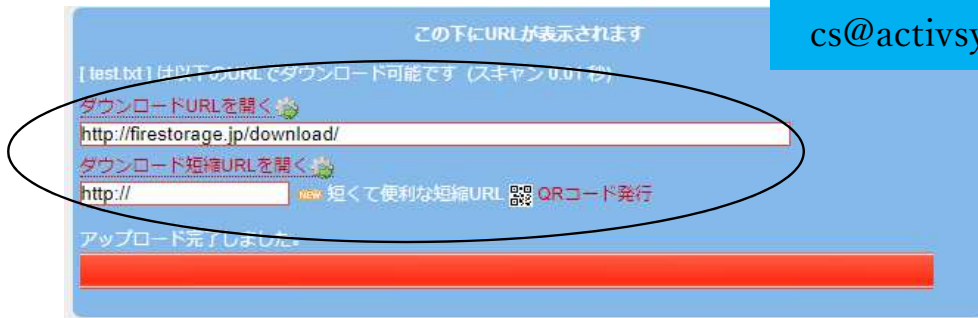 この下にURLが表示されます
cs@activsy
[ test.txt ] は以下のURLでダウンロード可能です (スキャン 0.01 秒)
ダウンロードURLを開く
http://firestorage.jp/download/
ダウンロード短縮URLを開く
http:// NEW 短くて便利な短縮URL QRコード発行
アップロード完了しました。